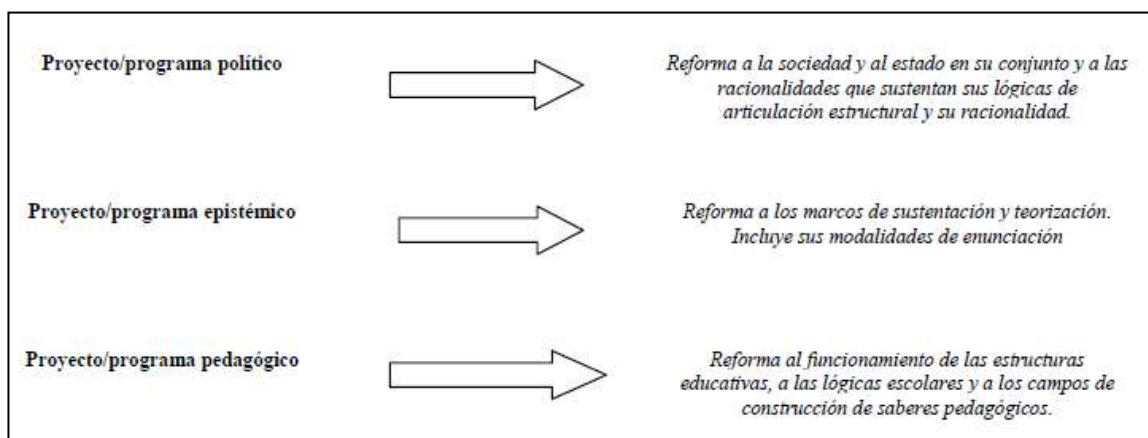 Proyecto/programa político
Reforma a la sociedad y al estado en su conjunto y a las
racionalidades que sustentan sus lógicas de
articulación estructural y su racionalidad.
Proyecto/programa epistémico
Reforma a los marcos de sustentación y teorización.
Incluye sus modalidades de enunciación
Proyecto/programa pedagógico
Reforma al funcionamiento de las estructuras
educativas, a las lógicas escolares y a los campos de
construcción de saberes pedagógicos.